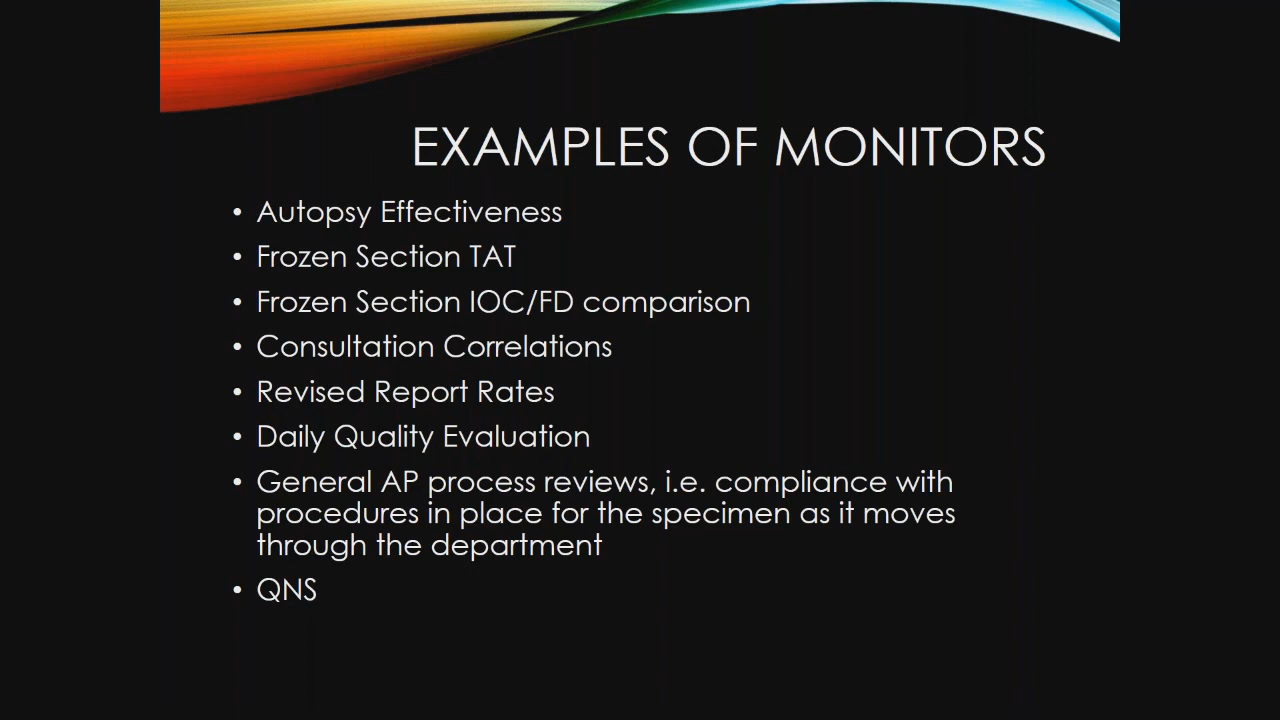 EXAMPLES OF MONITORS
• Autopsy Effectiveness
• Frozen Section TAT
• Frozen Section IOC/FD comparison
• Consultation Correlations
• Revised Report Rates
• Daily Quality Evaluation
• General AP process reviews, i.e. compliance with
procedures in place for the specimen as it moves
through the department
• QNS